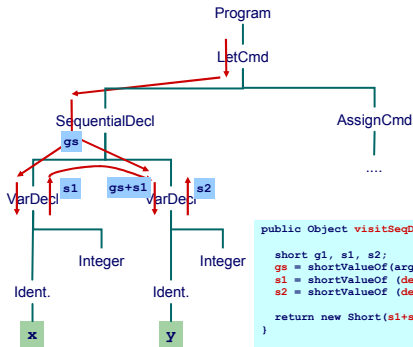 Program
LetCmd
SequentialDecl
AssignCmd
gs
....
VarDecl
s1
gs+s1
VarDecl
s2
Integer
Integer
Ident.
Ident.
x
y
public Object visitSeqD
short g1, s1, s2;
gs = shortValueOf(arg
s1 = shortValueOf (de
s2 = shortValueOf (de
return new Short(s1+s
}